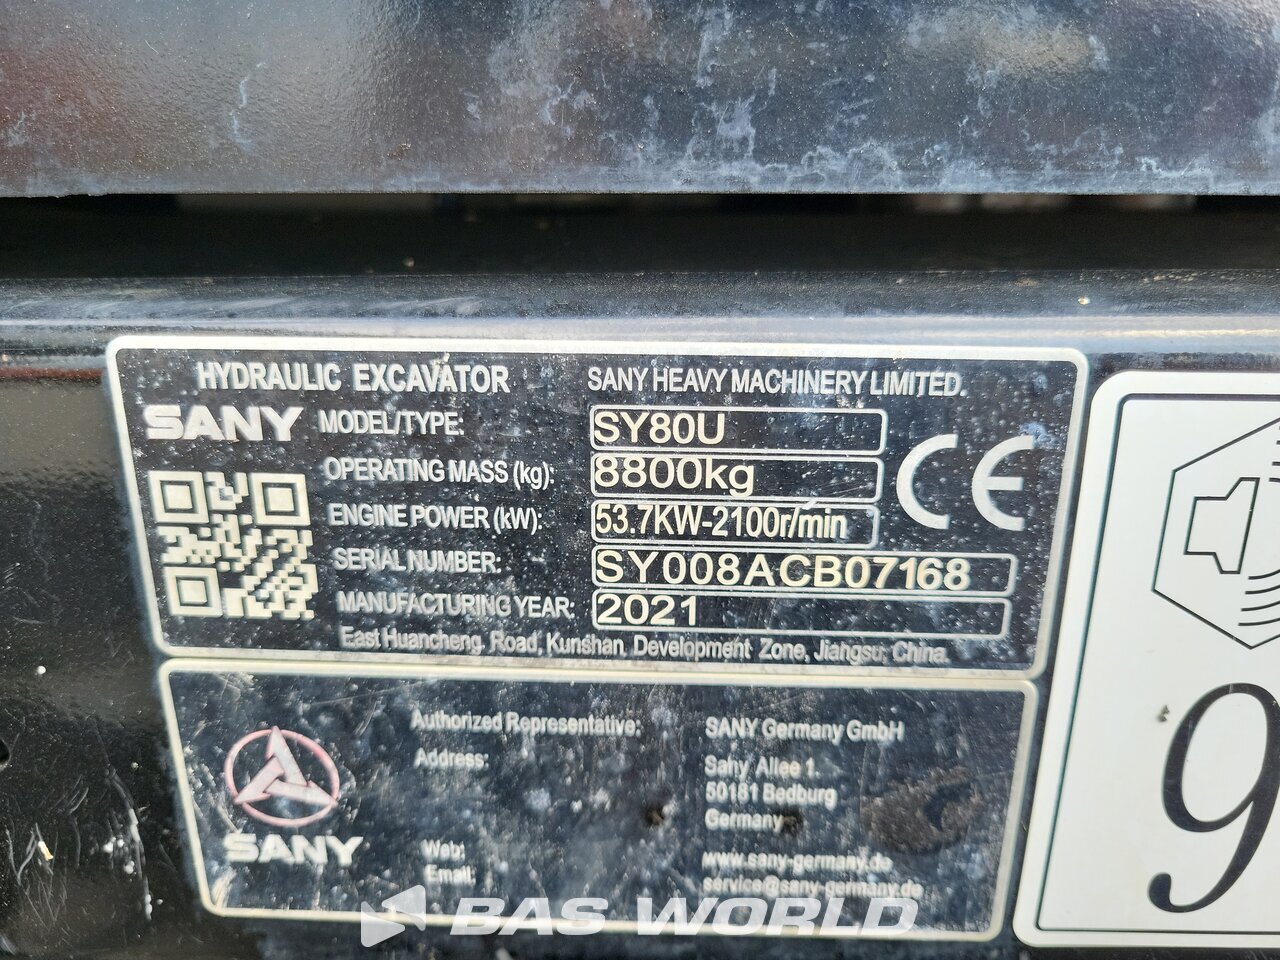 HYDRAULIC EXCAVATOR SANY HEAVY MACHINERY LIMITED.
SANY
MODEL/TYPE: SY80U
OPERATING MASS (kg): 8800kg
ENGINE POWER (kW): 53.7KW-2100r/min
SERIAL NUMBER: SY008ACB07168
MANUFACTURING YEAR: 2021
East Huancheng Road, Kunshan Development Zone, Jiangsu, China.
CE
Authorized Representative: SANY Germany GmbH
Address: Sany Allee 1.
50181 Bedburg
Germany
SANY
Web: www.sany-germany.de
Email: service@sany-germany.de
9
BAS WORLD